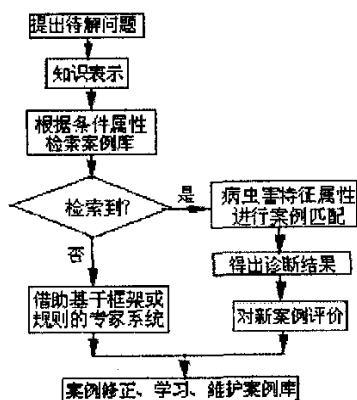 提出待解问题
知识表示
根据条件属性
检索案例库
检索到?
是
病虫害特征属性
进行案例匹配
否
得出诊断结果
借助基于框架或
规则的专家系统
对新案例评价
案例修正、学习、維护案例库